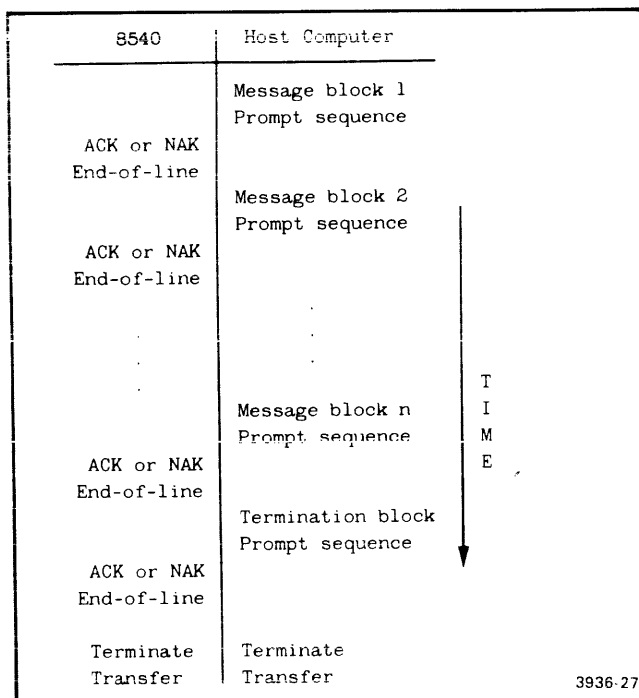 8540 Host Computer
Message block 1
Prompt sequence
ACK or NAK
End-of-line
Message block 2
Prompt sequence
ACK or NAK
End-of-line
.
.
.
.
.
.
T
Message block n I
Prompt sequence M
ACK or NAK E
End-of-line
Termination block
Prompt sequence
ACK or NAK
End-of-line
Terminate Terminate
Transfer Transfer
3936-27